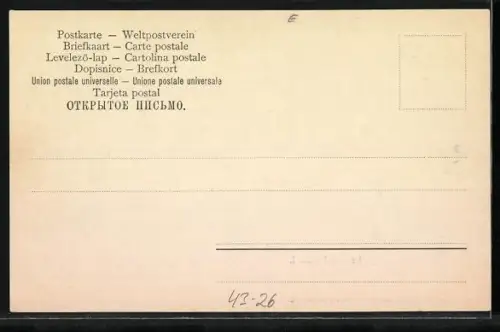 E
Postkarte – Weltpostverein
Briefkaart – Carte postale
Levelező-lap – Cartolina postale
Dopisnice – Brefkort
Union postale universelle – Unione postale universale
Tarjeta postal
ОТКРЫТОЕ ПИСЬМО.
43-26